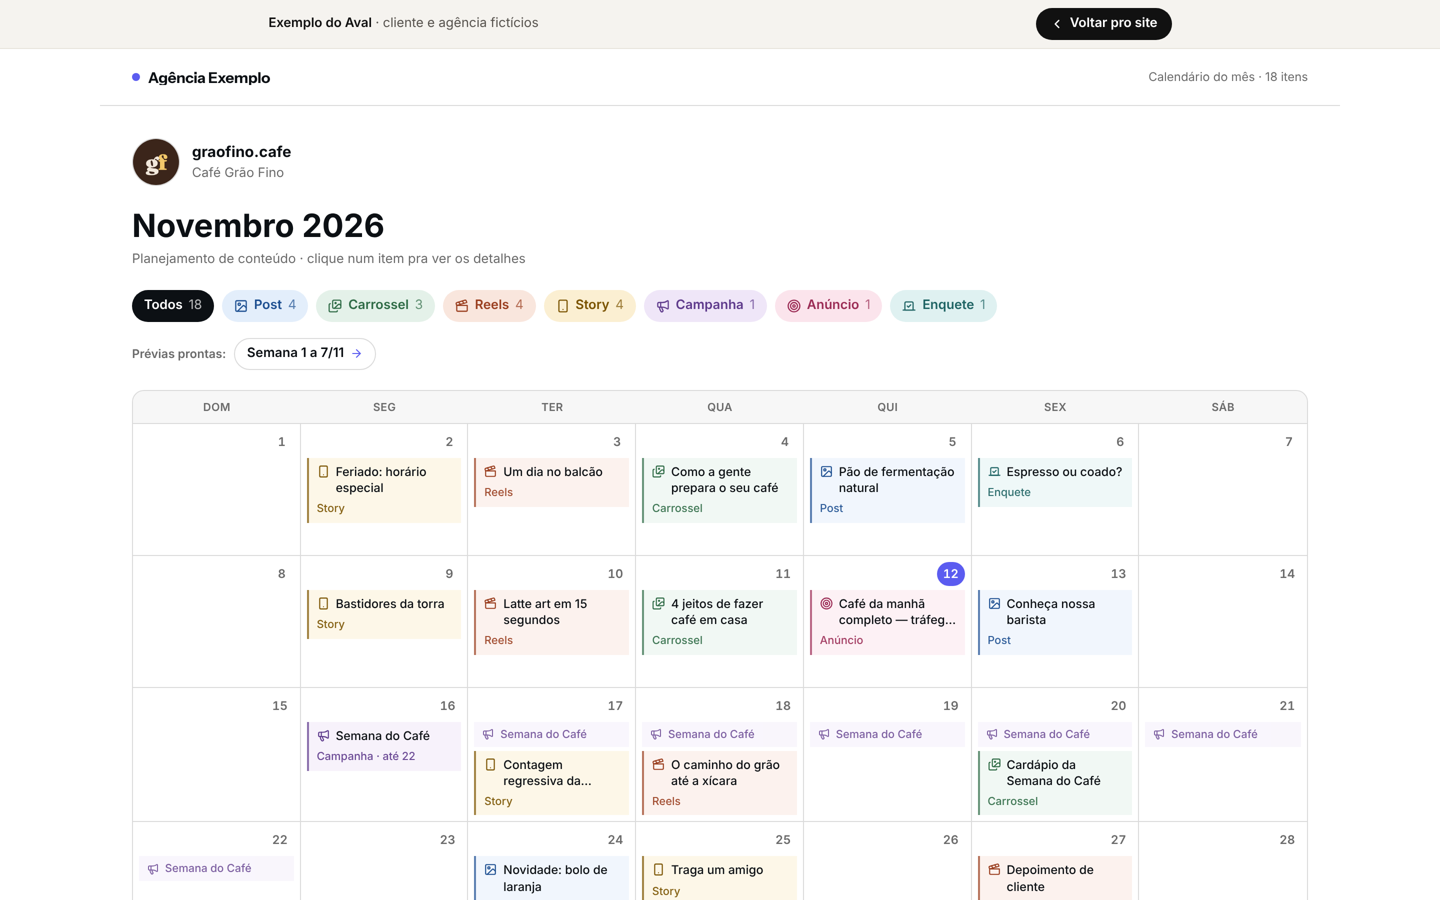 Exemplo do Aval · cliente e agência fictícios
Voltar pro site
Agência Exemplo
Calendário do mês · 18 itens
gf
graofino.cafe
Café Grão Fino
Novembro 2026
Planejamento de conteúdo · clique num item pra ver os detalhes
Todos 18
Post 4
Carrossel 3
Reels 4
Story 4
Campanha 1
Anúncio 1
Enquete 1
Prévias prontas:
Semana 1 a 7/11 →
DOM SEG TER QUA QUI SEX SÁB
1
2
Feriado: horário
especial
Story
3
Um dia no balcão
Reels
4
Como a gente
prepara o seu café
Carrossel
5
Pão de fermentação
natural
Post
6
Espresso ou coado?
Enquete
7
8
9
Bastidores da torra
Story
10
Latte art em 15
segundos
Reels
11
4 jeitos de fazer
café em casa
Carrossel
12
Café da manhã
completo — tráfeg…
Anúncio
13
Conheça nossa
barista
Post
14
15
16
Semana do Café
Campanha · até 22
17
Semana do Café
Contagem
regressiva da…
Story
18
Semana do Café
O caminho do grão
até a xícara
Reels
19
Semana do Café
20
Semana do Café
Cardápio da
Semana do Café
Carrossel
21
Semana do Café
22
Semana do Café
23
24
Novidade: bolo de
laranja
25
Traga um amigo
Story
26
27
Depoimento de
cliente
28